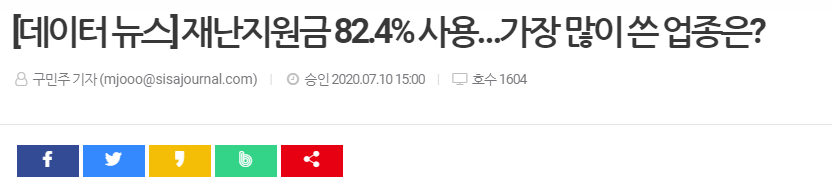 [데이터 뉴스] 재난지원금 82.4% 사용…가장 많이 쓴 업종은?
구민주 기자 (mjooo@sisajournal.com) 승인 2020.07.10 15:00 호수 1604